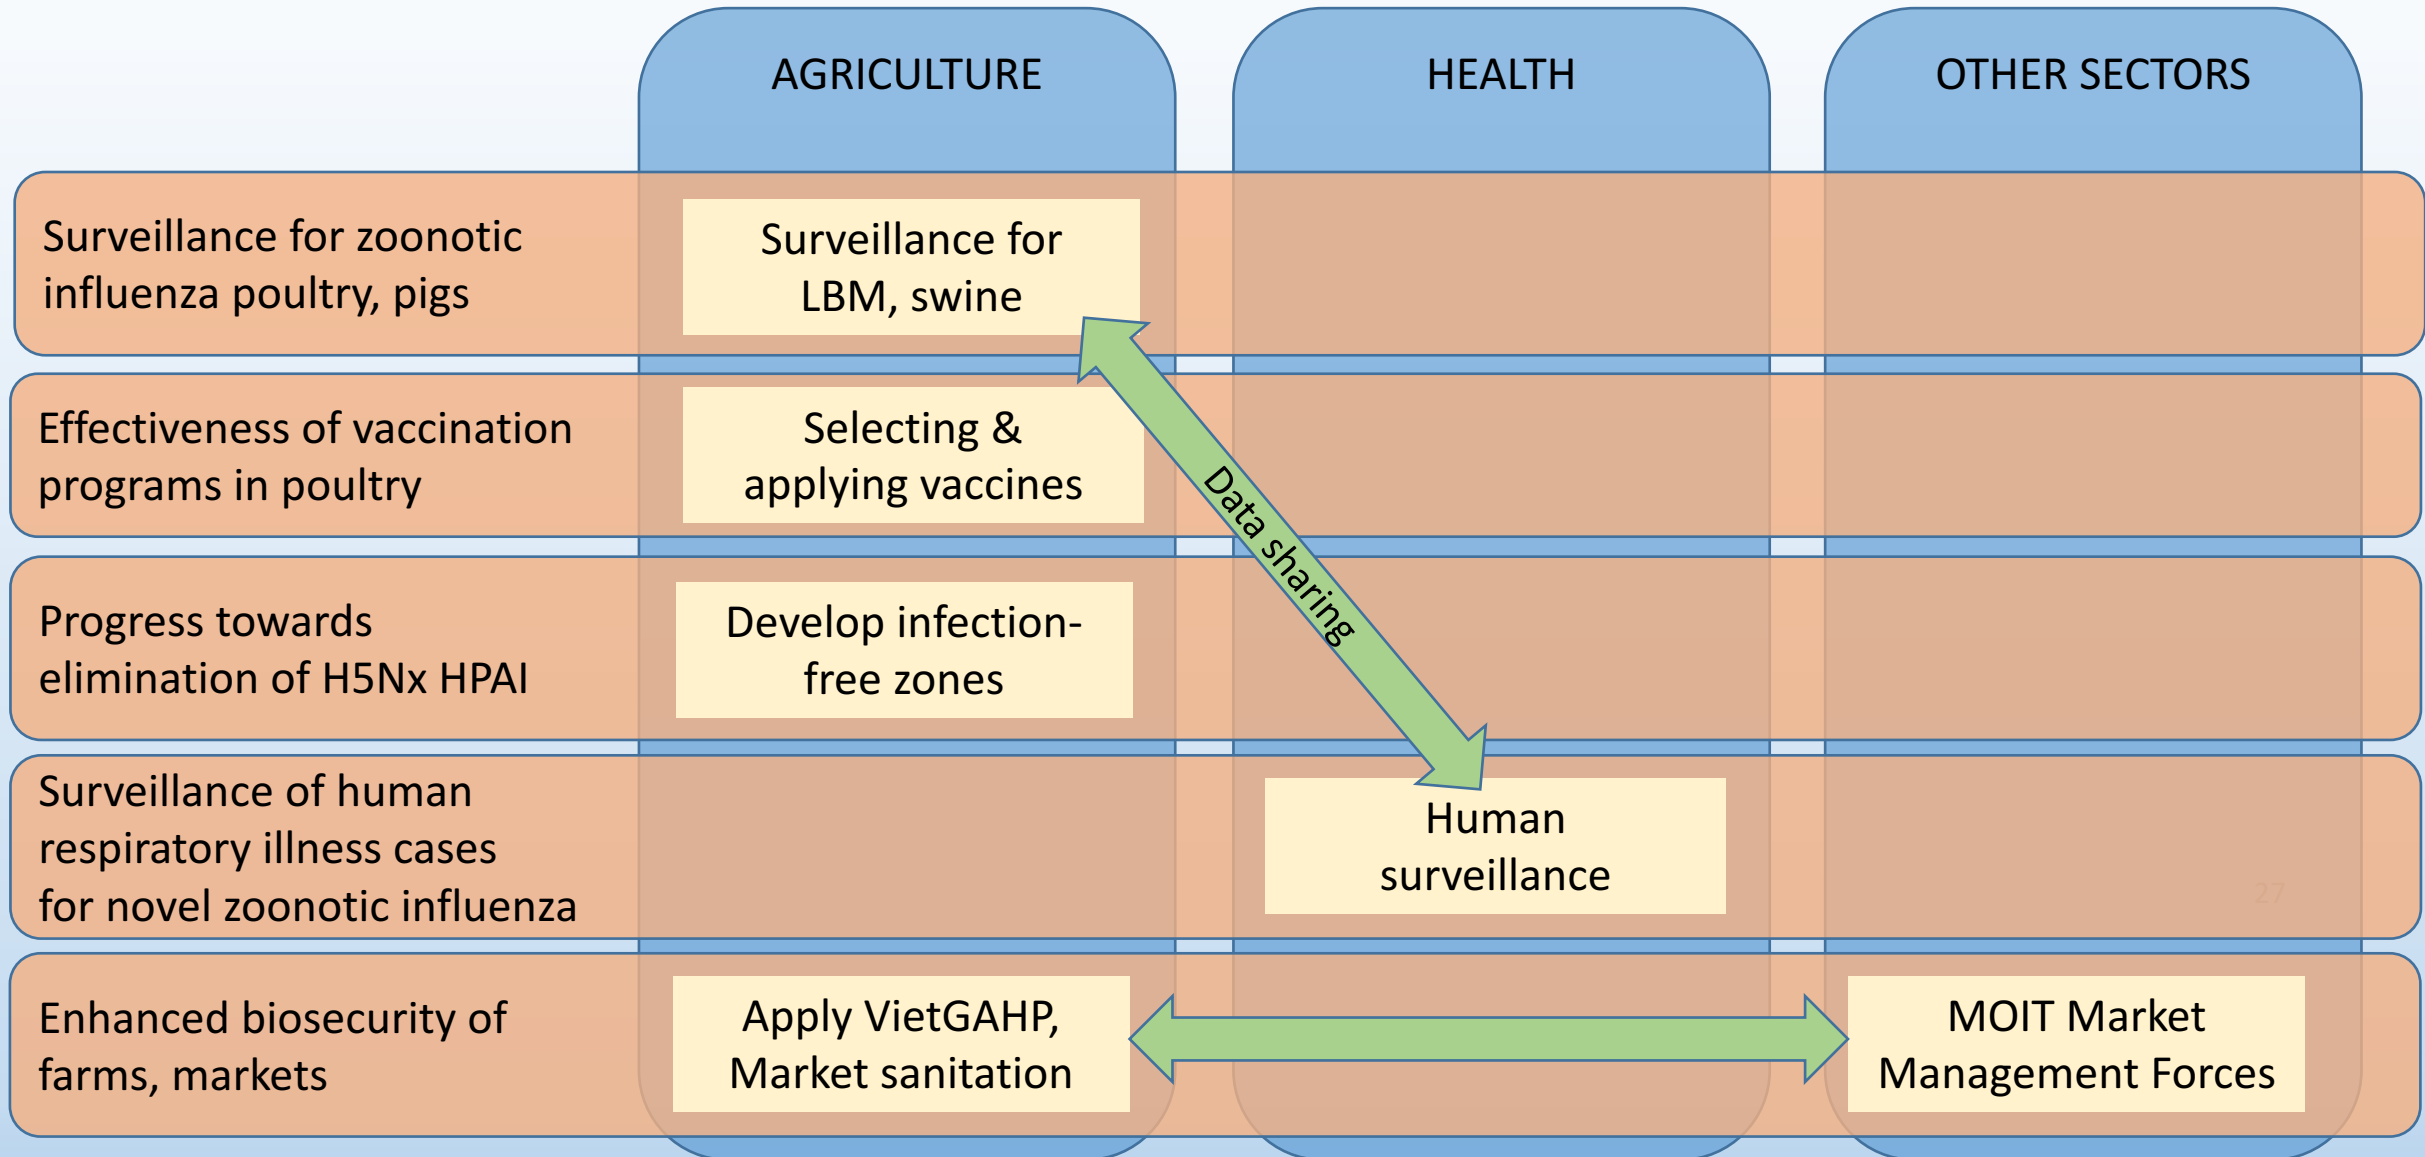 AGRICULTURE
HEALTH
OTHER SECTORS
Surveillance for zoonotic
influenza poultry, pigs
Surveillance for
LBM, swine
Effectiveness of vaccination
programs in poultry
Selecting &
applying vaccines
Data sharing
Progress towards
elimination of H5Nx HPAI
Develop infection-
free zones
Surveillance of human
respiratory illness cases
for novel zoonotic influenza
Human
surveillance
27
Enhanced biosecurity of
farms, markets
Apply VietGAHP,
Market sanitation
MOIT Market
Management Forces